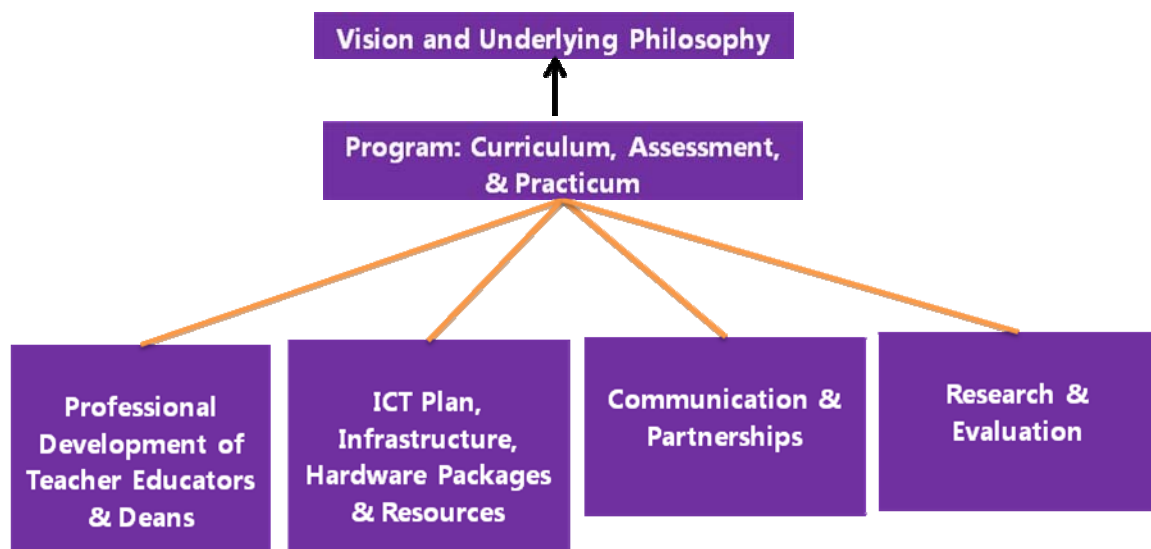 Vision and Underlying Philosophy
Program: Curriculum, Assessment,
& Practicum
Professional
Development of
Teacher Educators
& Deans
ICT Plan,
Infrastructure,
Hardware Packages
& Resources
Communication &
Partnerships
Research &
Evaluation